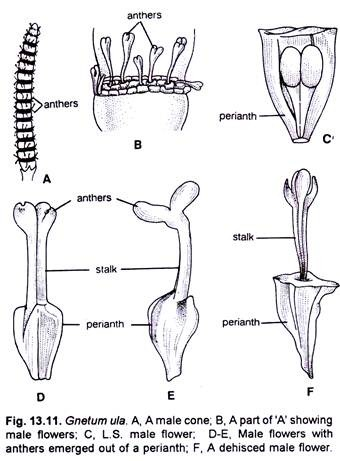 anthers
anthers
A
B
perianth
C'
anthers
stalk
perianth
D
E
stalk
perianth
F
Fig. 13.11. Gnetum ula. A, A male cone; B, A part of 'A' showing
male flowers; C, L.S. male flower; D-E, Male flowers with
anthers emerged out of a perianth; F, A dehisced male flower.